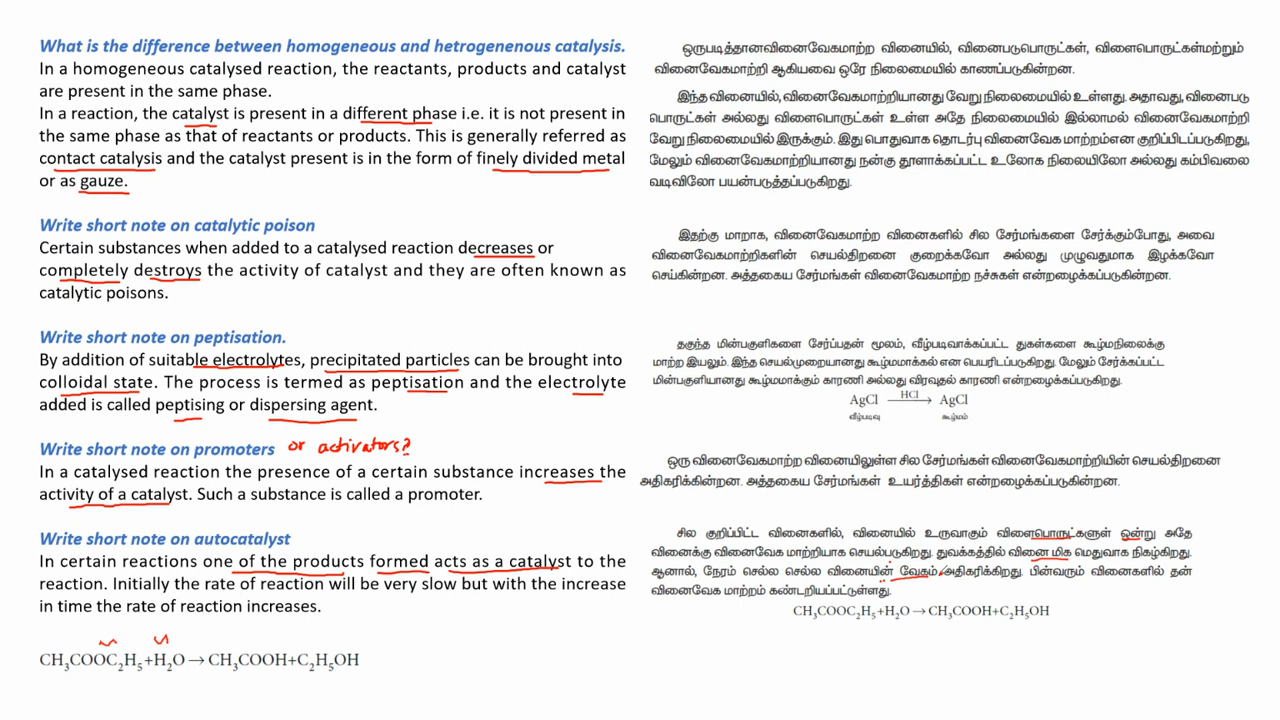 What is the difference between homogeneous and hetrogenenous catalysis.
In a homogeneous catalysed reaction, the reactants, products and catalyst
are present in the same phase.
In a reaction, the catalyst is present in a different phase i.e. it is not present in
the same phase as that of reactants or products. This is generally referred as
contact catalysis and the catalyst present is in the form of finely divided metal
or as gauze.
Write short note on catalytic poison
Certain substances when added to a catalysed reaction decreases or
completely destroys the activity of catalyst and they are often known as
catalytic poisons.
Write short note on peptisation.
By addition of suitable electrolytes, precipitated particles can be brought into
colloidal state. The process is termed as peptisation and the electrolyte
added is called peptising or dispersing agent.
Write short note on promoters or activators?
In a catalysed reaction the presence of a certain substance increases the
activity of a catalyst. Such a substance is called a promoter.
Write short note on autocatalyst
In certain reactions one of the products formed acts as a catalyst to the
reaction. Initially the rate of reaction will be very slow but with the increase
in time the rate of reaction increases.
CH₃COOC₂H₅+H₂O→CH₃COOH+C₂H₅OH
ஒருபடித்தானவினைவேகமாற்ற வினையில், வினைபடுபொருட்கள், விளைபொருட்கள்மற்றும்
வினைவேகமாற்றி ஆகியவை ஒரே நிலைமையில் காணப்படுகின்றன.
இந்த வினையில், வினைவேகமாற்றியானது வேறு நிலைமையில் உள்ளது. அதாவது, வினைபடு
பொருட்கள் அல்லது விளைபொருட்கள் உள்ள அதே நிலைமையில் இல்லாமல் வினைவேகமாற்றி
வேறு நிலைமையில் இருக்கும். இது பொதுவாக தொடர்பு வினைவேக மாற்றம்என குறிப்பிடப்படுகிறது,
மேலும் வினைவேகமாற்றியானது நன்கு தூளாக்கப்பட்ட உலோக நிலையிலோ அல்லது கம்பிவலை
வடிவிலோ பயன்படுத்தப்படுகிறது.
இதற்கு மாறாக, வினைவேகமாற்ற வினைகளில் சில சேர்மங்களை சேர்க்கும்போது, அவை
வினைவேகமாற்றிகளின் செயல்திறனை குறைக்கவோ அல்லது முழுவதுமாக இழக்கவோ
செய்கின்றன. அத்தகைய சேர்மங்கள் வினைவேகமாற்ற நச்சுகள் என்றழைக்கப்படுகின்றன.
தகுந்த மின்பகுளிகளை சேர்ப்பதன் மூலம், வீழ்படிவாக்கப்பட்ட துகள்களை கூழ்மநிலைக்கு
மாற்ற இயலும். இந்த செயல்முறையானது கூழ்மமாக்கல் என பெயரிடப்படுகிறது. மேலும் சேர்க்கப்பட்ட
மின்பகுளியானது கூழ்மமாக்கும் காரணி அல்லது விரவுதல் காரணி என்றழைக்கப்படுகிறது.
AgCl HCl→ AgCl
வீழ்படிவு கூழ்மம்
ஒரு வினைவேகமாற்ற வினையிலுள்ள சில சேர்மங்கள் வினைவேகமாற்றியின் செயல்திறனை
அதிகரிக்கின்றன. அத்தகைய சேர்மங்கள் உயர்த்திகள் என்றழைக்கப்படுகின்றன.
சில குறிப்பிட்ட வினைகளில், வினையில் உருவாகும் விளைபொருட்களுள் ஒன்று அதே
வினைக்கு வினைவேக மாற்றியாக செயல்படுகிறது. துவக்கத்தில் வினை மிக மெதுவாக நிகழ்கிறது.
ஆனால், நேரம் செல்ல செல்ல வினையின் வேகம் அதிகரிக்கிறது. பின்வரும் வினைகளில் தன்
வினைவேக மாற்றம் கண்டறியப்பட்டுள்ளது.
CH₃COOC₂H₅+H₂O→CH₃COOH+C₂H₅OH